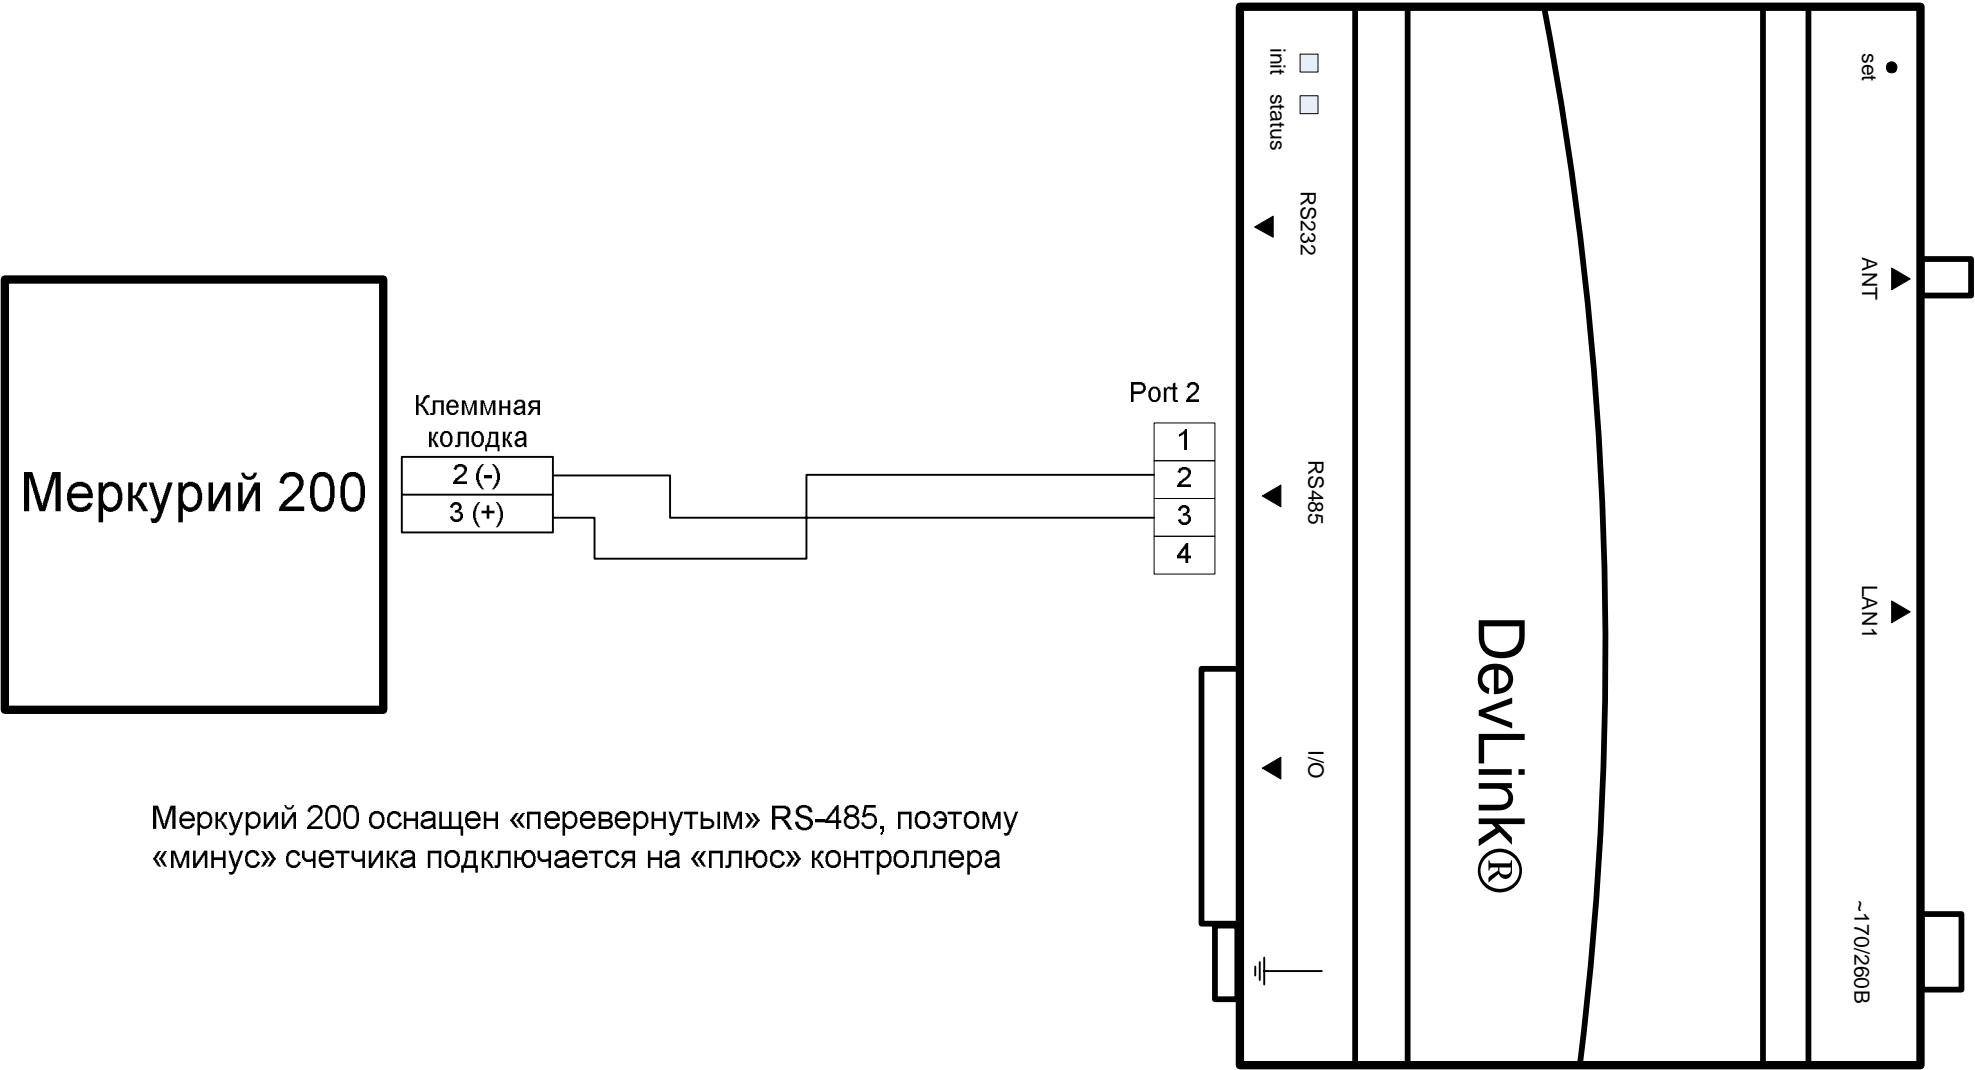 Меркурий 200
Клеммная
колодка
2 (-)
3 (+)
Port 2
1
2
3
4
init
status
RS232
RS485
I/O
DevLink®
set
ANT
LAN1
~170/260В
Меркурий 200 оснащен «перевернутым» RS-485, поэтому
«минус» счетчика подключается на «плюс» контроллера